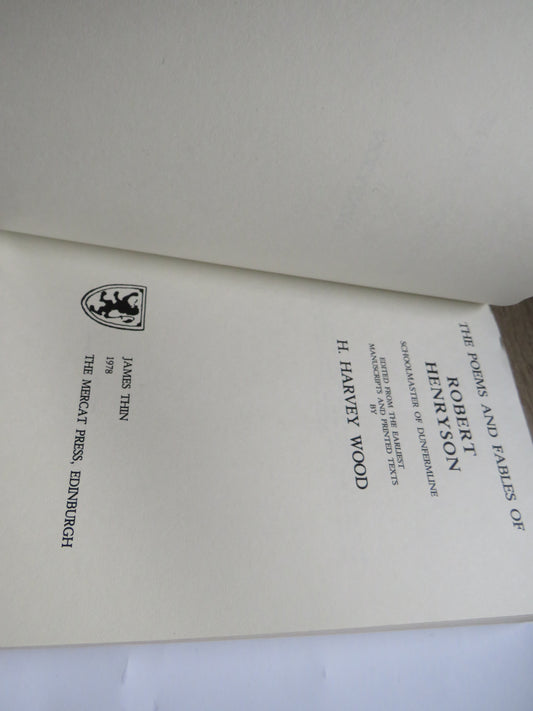 THE POEMS AND FABLES OF
ROBERT
HENRYSON
SCHOOLMASTER OF DUNFERMLINE
EDITED FROM THE EARLIEST
MANUSCRIPTS AND PRINTED TEXTS
BY
H. HARVEY WOOD
JAMES THIN
1978
THE MERCAT PRESS, EDINBURGH